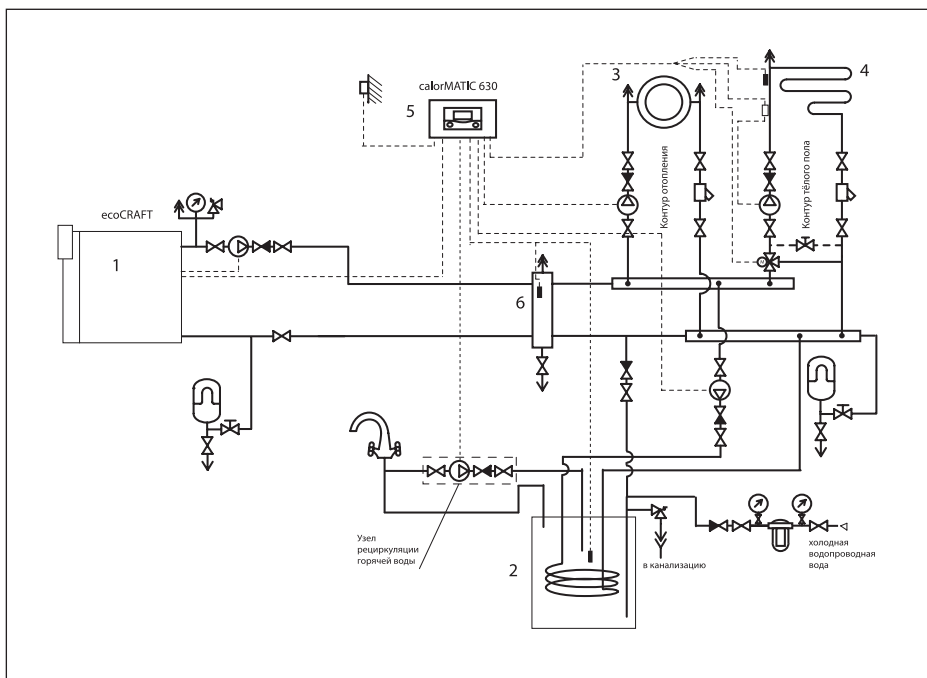 calorMATIC 630
5
3
4
Контур отопления
Контур тёлого пола
ecoCRAFT
1
6
M
2
Узел
рециркуляции
горячей воды
в канализацию
холодная
водопроводная
вода